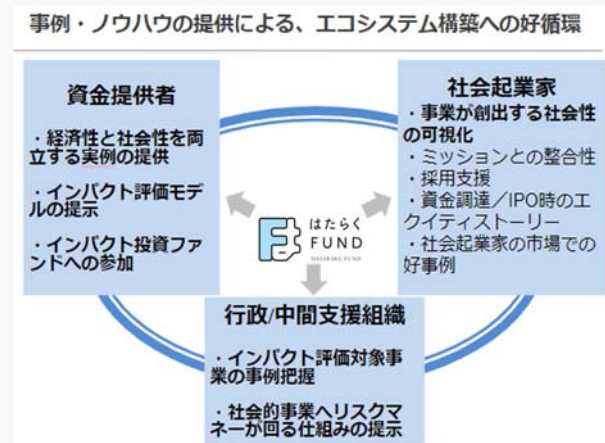 事例・ノウハウの提供による、エコシステム構築への好循環
資金提供者
・経済性と社会性を両
立する実例の提供
・インパクト評価モデ
ルの提示
・インパクト投資ファ
ンドへの参加
社会起業家
・事業が創出する社会性
の可視化
・ミッションとの整合性
・採用支援
・資金調達／IPO時のエ
クイティストーリー
・社会起業家の市場での
好事例
はたらく
FUND
HATARAKU FUND
行政/中間支援組織
・インパクト評価対象事
業の事例把握
・社会的事業へリスクマ
ネーが回る仕組みの提示